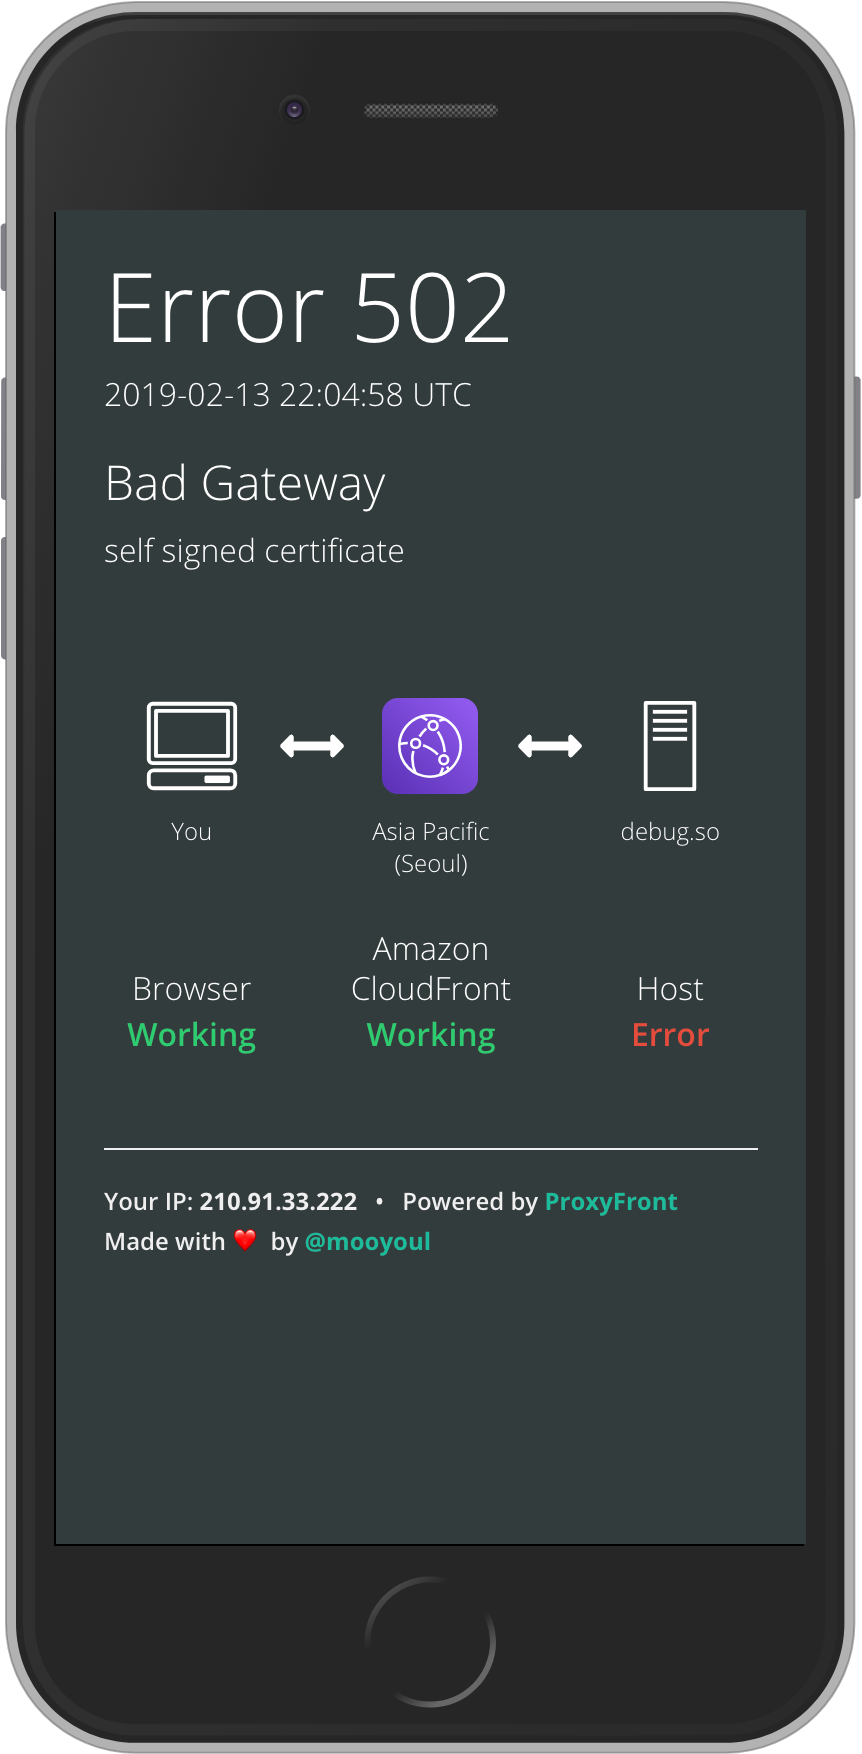 Error 502
2019-02-13 22:04:58 UTC
Bad Gateway
self signed certificate
You
Asia Pacific
(Seoul)
debug.so
Browser
Working
Amazon
CloudFront
Working
Host
Error
Your IP: 210.91.33.222 • Powered by ProxyFront
Made with ❤️ by @mooyoul